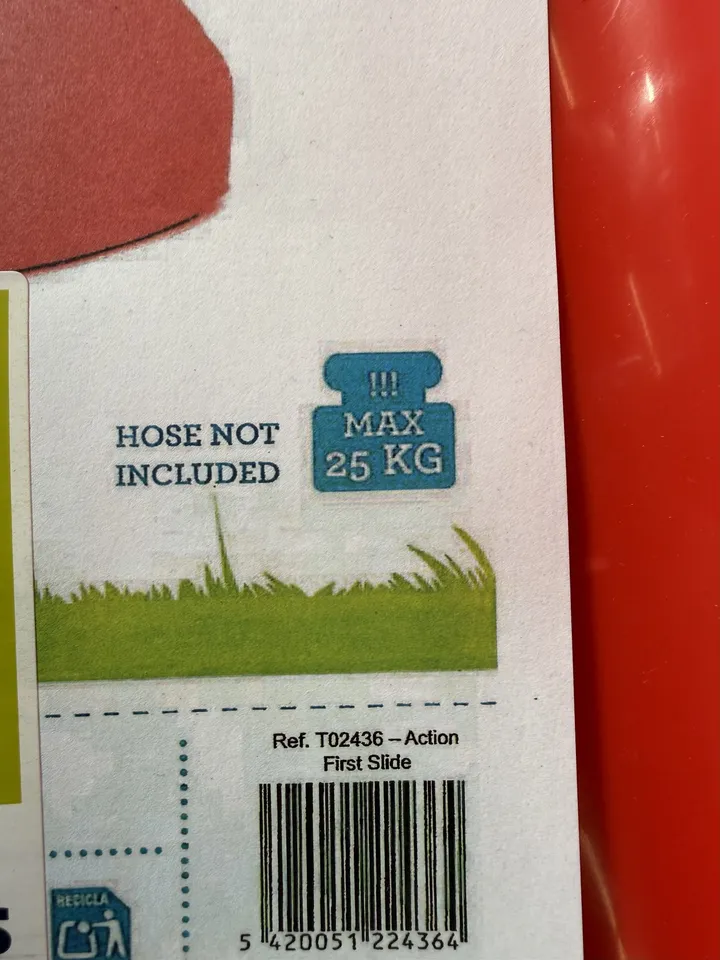 HOSE NOT
INCLUDED
!!!
MAX
25 KG
Ref. T02436 – Action
First Slide
5 420051 224364
RECICLA